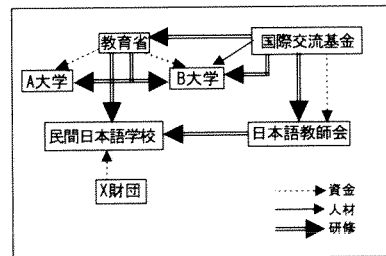 教育省
国際交流基金
A大学
B大学
民間日本語学校
日本語教師会
X財団
資金
人材
研修